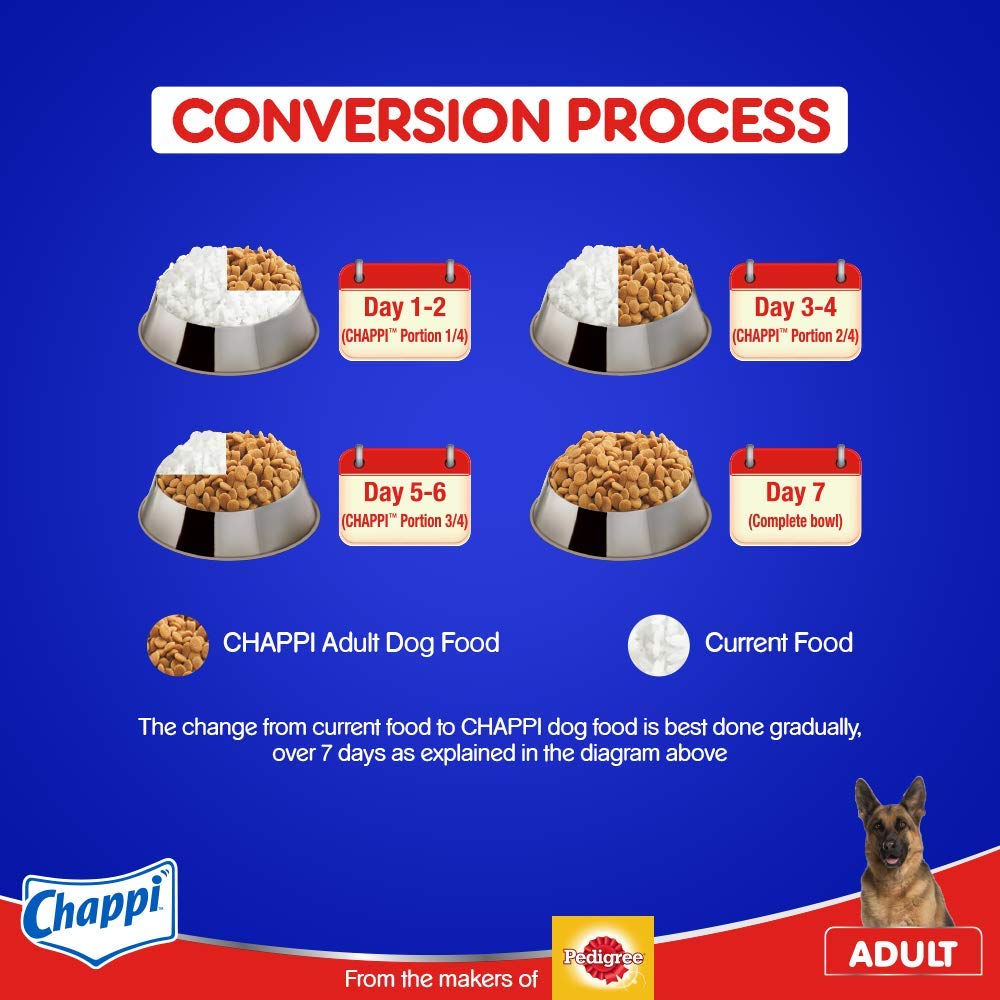 CONVERSION PROCESS
Day 1-2
(CHAPPI™ Portion 1/4)
Day 3-4
(CHAPPI™ Portion 2/4)
Day 5-6
(CHAPPI™ Portion 3/4)
Day 7
(Complete bowl)
CHAPPI Adult Dog Food
Current Food
The change from current food to CHAPPI dog food is best done gradually,
over 7 days as explained in the diagram above
Chappi™
From the makers of
Pedigree
ADULT